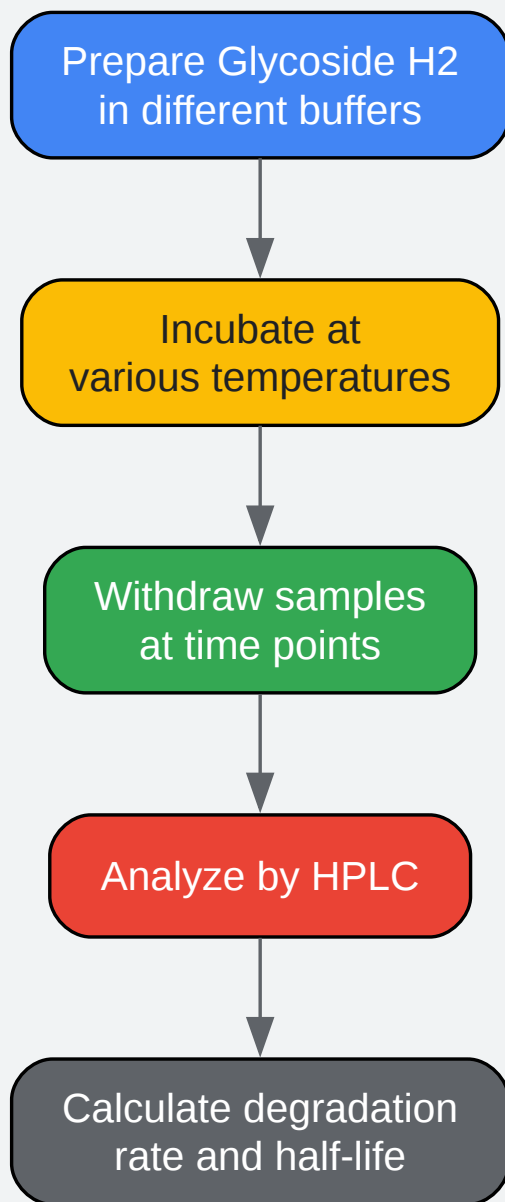 Prepare Glycoside H2
in different buffers
Incubate at
various temperatures
Withdraw samples
at time points
Analyze by HPLC
Calculate degradation
rate and half-life